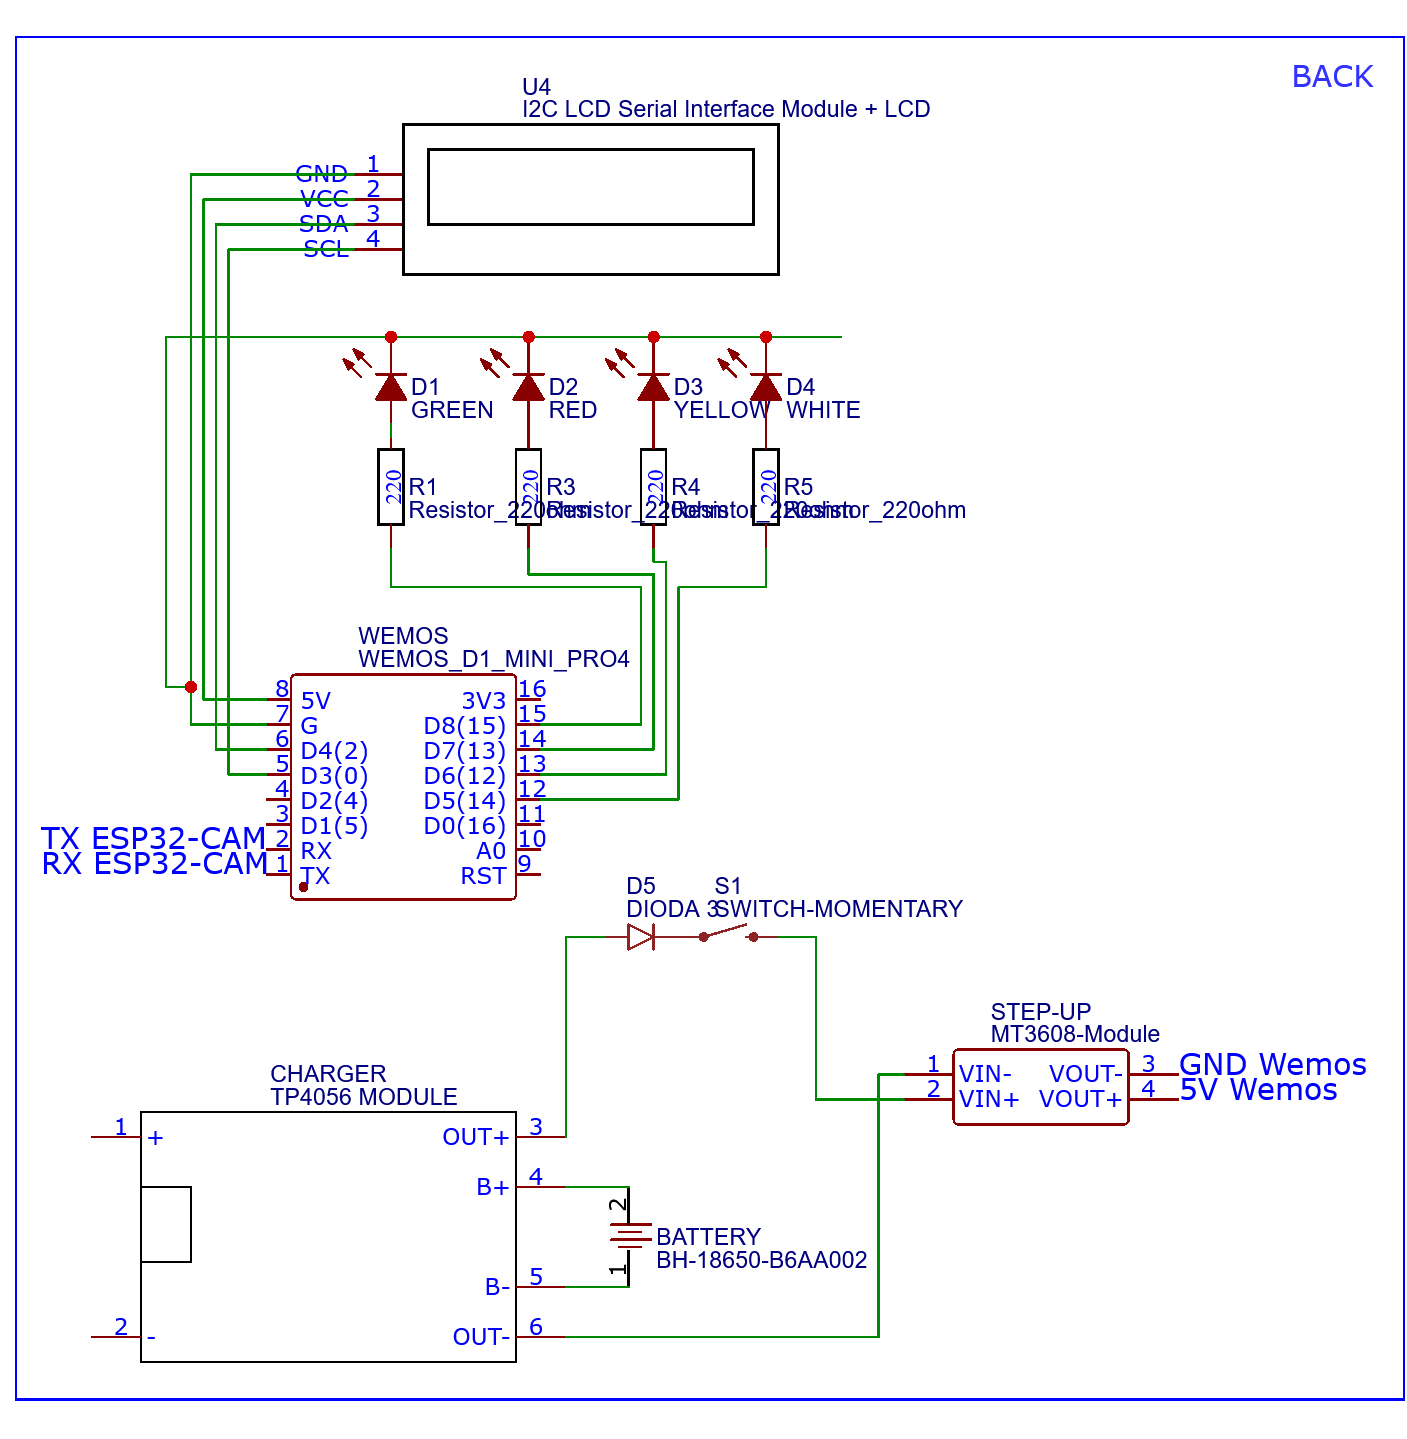 BACK
U4
I2C LCD Serial Interface Module + LCD
GND 1
VCC 2
SDA 3
SCL 4
D1
GREEN
D2
RED
D3
YELLOW
D4
WHITE
220
R1
Resistor_220ohm
220
R3
Resistor_220ohm
220
R4
Resistor_220ohm
220
R5
Resistor_220ohm
WEMOS
WEMOS_D1_MINI_PRO4
8 5V 3V3 16
7 G D8(15) 15
6 D4(2) D7(13) 14
5 D3(0) D6(12) 13
4 D2(4) D5(14) 12
3 D1(5) D0(16) 11
TX ESP32-CAM 2 RX A0 10
RX ESP32-CAM 1 TX RST 9
D5
DIODA 3
S1
SWITCH-MOMENTARY
STEP-UP
MT3608-Module
1 VIN- VOUT- 3 GND Wemos
2 VIN+ VOUT+ 4 5V Wemos
CHARGER
TP4056 MODULE
1 + OUT+ 3
B+ 4
2
BATTERY
BH-18650-B6AA002
1
B- 5
2 - OUT- 6